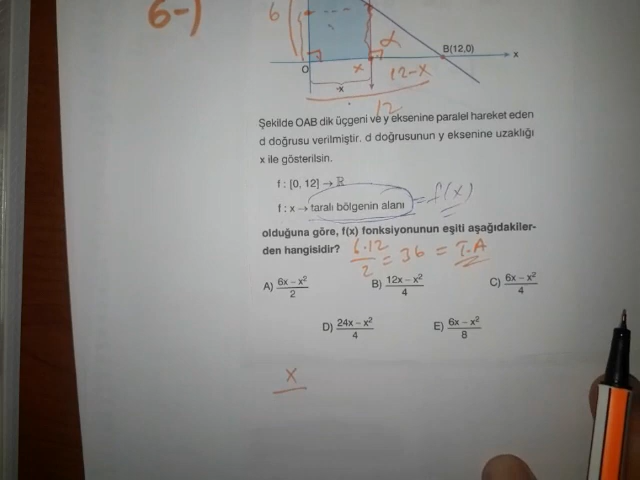 6-)
6
α
B(12,0)
O
x
12-x
x
-x
12
Şekilde OAB dik üçgeni ve y eksenine paralel hareket eden
d doğrusu verilmiştir. d doğrusunun y eksenine uzaklığı
x ile gösterilsin.
f : [0, 12] → ℝ
f : x → taralı bölgenin alanı = f(x)
olduğuna göre, f(x) fonksiyonunun eşiti aşağıdakiler-
den hangisidir? 6.12/2 = 36 = T.A
A) 6x – x²/2 B) 12x – x²/4 C) 6x – x²/4
D) 24x – x²/4 E) 6x – x²/8
x